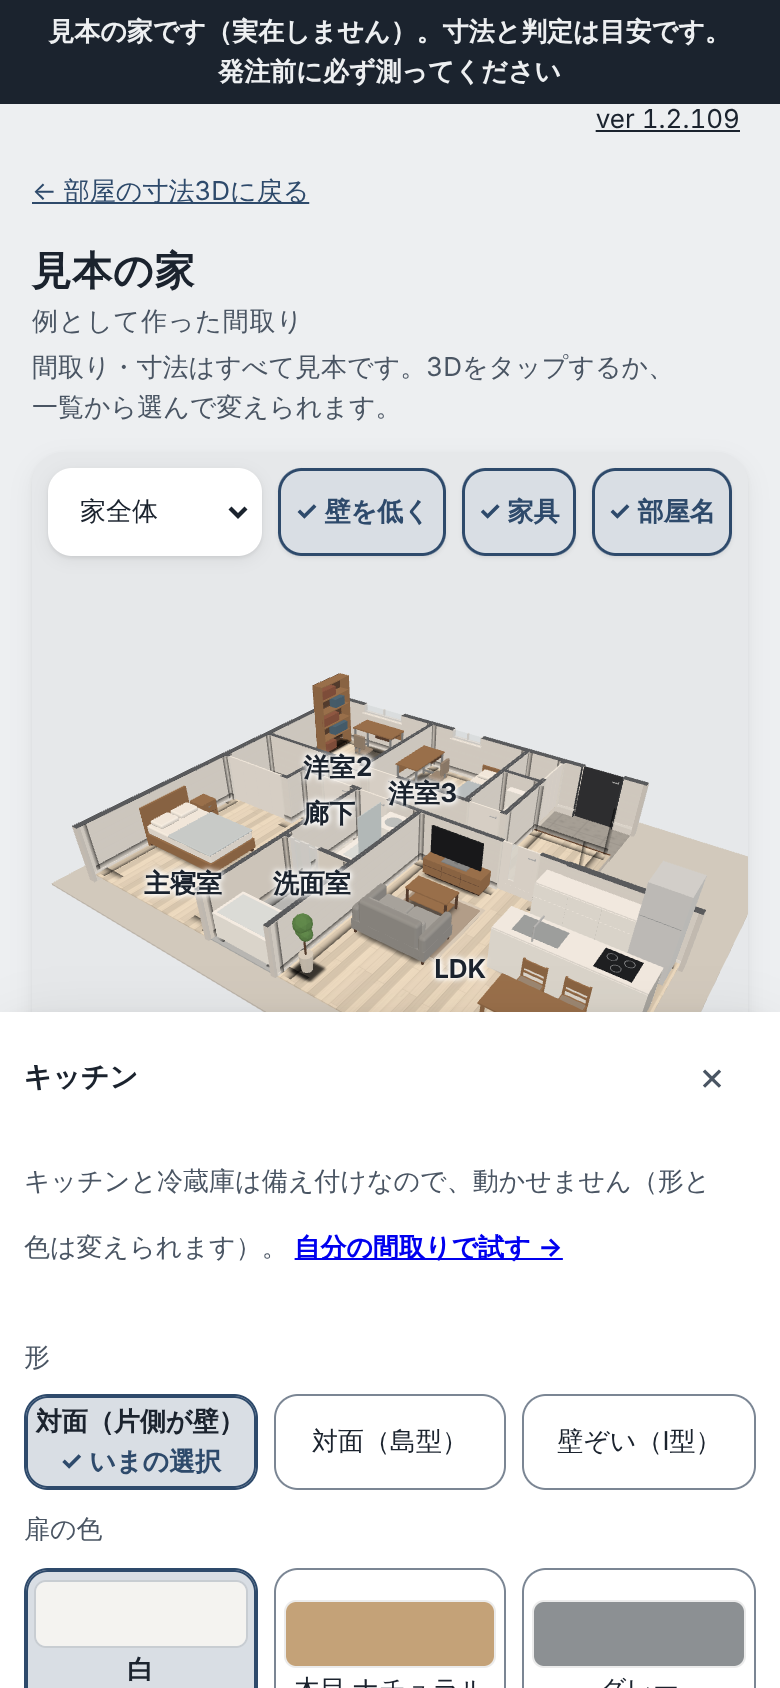 見本の家です（実在しません）。寸法と判定は目安です。
発注前に必ず測ってください
ver 1.2.109
← 部屋の寸法3Dに戻る
見本の家
例として作った間取り
間取り・寸法はすべて見本です。3Dをタップするか、
一覧から選んで変えられます。
家全体
✓ 壁を低く
✓ 家具
✓ 部屋名
洋室2
洋室3
廊下
主寝室
洗面室
LDK
キッチン
×
キッチンと冷蔵庫は備え付けなので、動かせません（形と
色は変えられます）。 自分の間取りで試す →
形
対面（片側が壁）
✓ いまの選択
対面（島型）
壁ぞい（I型）
扉の色
白
木目 ナチュラル
グレー